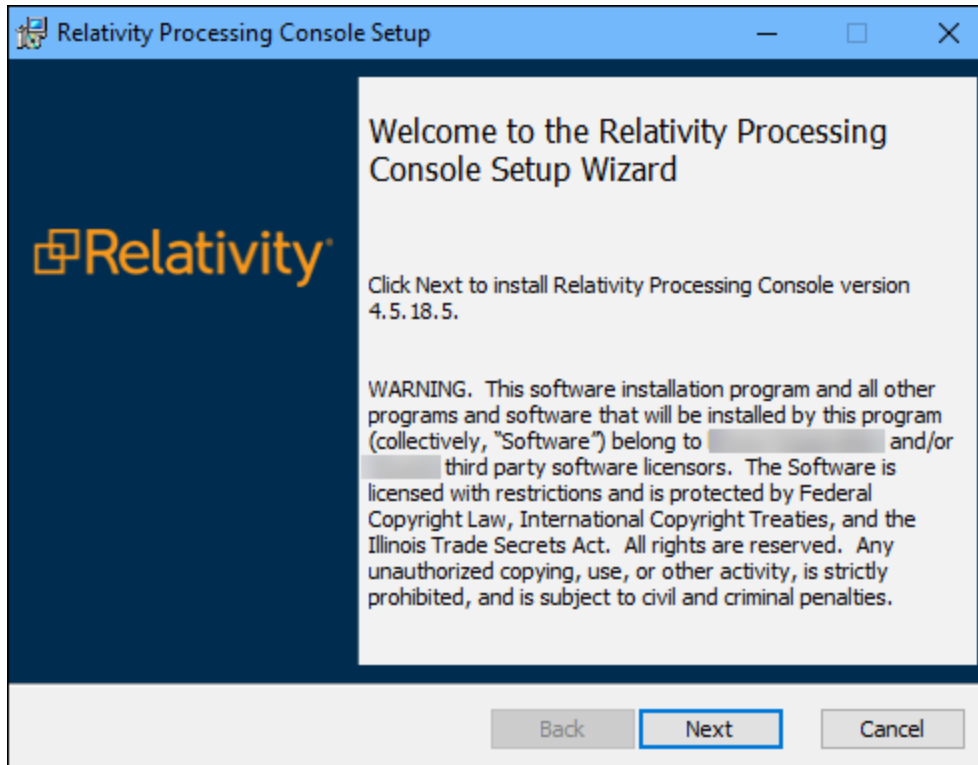 Relativity Processing Console Setup
Relativity
Welcome to the Relativity Processing
Console Setup Wizard
Click Next to install Relativity Processing Console version
4.5.18.5.
WARNING.  This software installation program and all other
programs and software that will be installed by this program
(collectively, “Software”) belong to and/or
third party software licensors.  The Software is
licensed with restrictions and is protected by Federal
Copyright Law, International Copyright Treaties, and the
Illinois Trade Secrets Act.  All rights are reserved.  Any
unauthorized copying, use, or other activity, is strictly
prohibited, and is subject to civil and criminal penalties.
Back Next Cancel